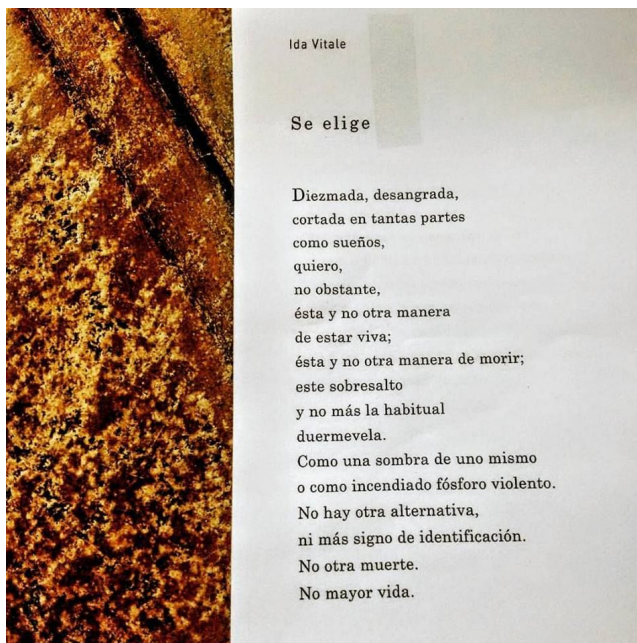 Ida Vitale
Se elige
Diezmada, desangrada,
cortada en tantas partes
como sueños,
quiero,
no obstante,
ésta y no otra manera
de estar viva;
ésta y no otra manera de morir;
este sobresalto
y no más la habitual
duermevela.
Como una sombra de uno mismo
o como incendiado fósforo violento.
No hay otra alternativa,
ni más signo de identificación.
No otra muerte.
No mayor vida.